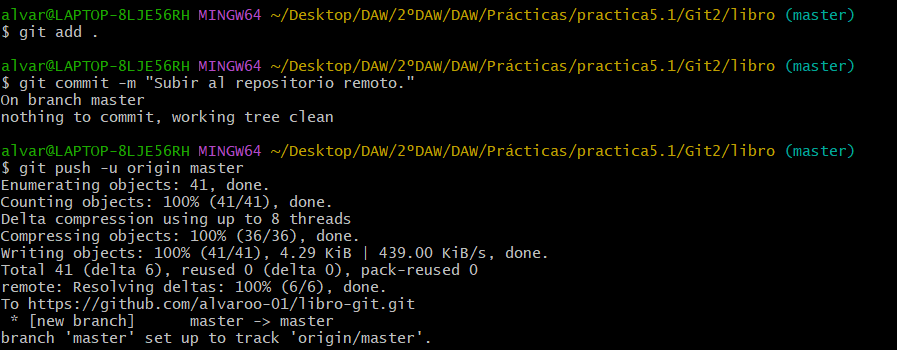 alvar@LAPTOP-8LJE56RH MINGW64 ~/Desktop/DAW/2ºDAW/DAW/Prácticas/practica5.1/Git2/libro (master)
$ git add .
alvar@LAPTOP-8LJE56RH MINGW64 ~/Desktop/DAW/2ºDAW/DAW/Prácticas/practica5.1/Git2/libro (master)
$ git commit -m "Subir al repositorio remoto."
On branch master
nothing to commit, working tree clean
alvar@LAPTOP-8LJE56RH MINGW64 ~/Desktop/DAW/2ºDAW/DAW/Prácticas/practica5.1/Git2/libro (master)
$ git push -u origin master
Enumerating objects: 41, done.
Counting objects: 100% (41/41), done.
Delta compression using up to 8 threads
Compressing objects: 100% (36/36), done.
Writing objects: 100% (41/41), 4.29 KiB | 439.00 KiB/s, done.
Total 41 (delta 6), reused 0 (delta 0), pack-reused 0
remote: Resolving deltas: 100% (6/6), done.
To https://github.com/alvaroo-01/libro-git.git
 * [new branch]      master -> master
branch 'master' set up to track 'origin/master'.